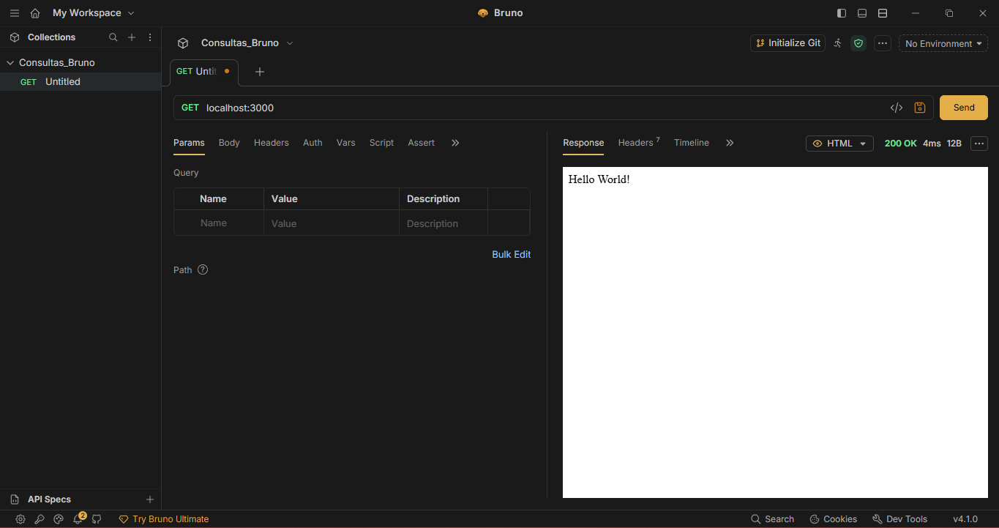 My Workspace
Bruno
Collections
Consultas_Bruno
GET Untitled
API Specs
Consultas_Bruno
Initialize Git
No Environment
GET Untit
GET localhost:3000
Send
Params Body Headers Auth Vars Script Assert
Query
Name Value Description
Name Value Description
Bulk Edit
Path
Response Headers 7 Timeline
HTML 200 OK 4ms 12B
Hello World!
2
Try Bruno Ultimate
Search Cookies Dev Tools v4.1.0